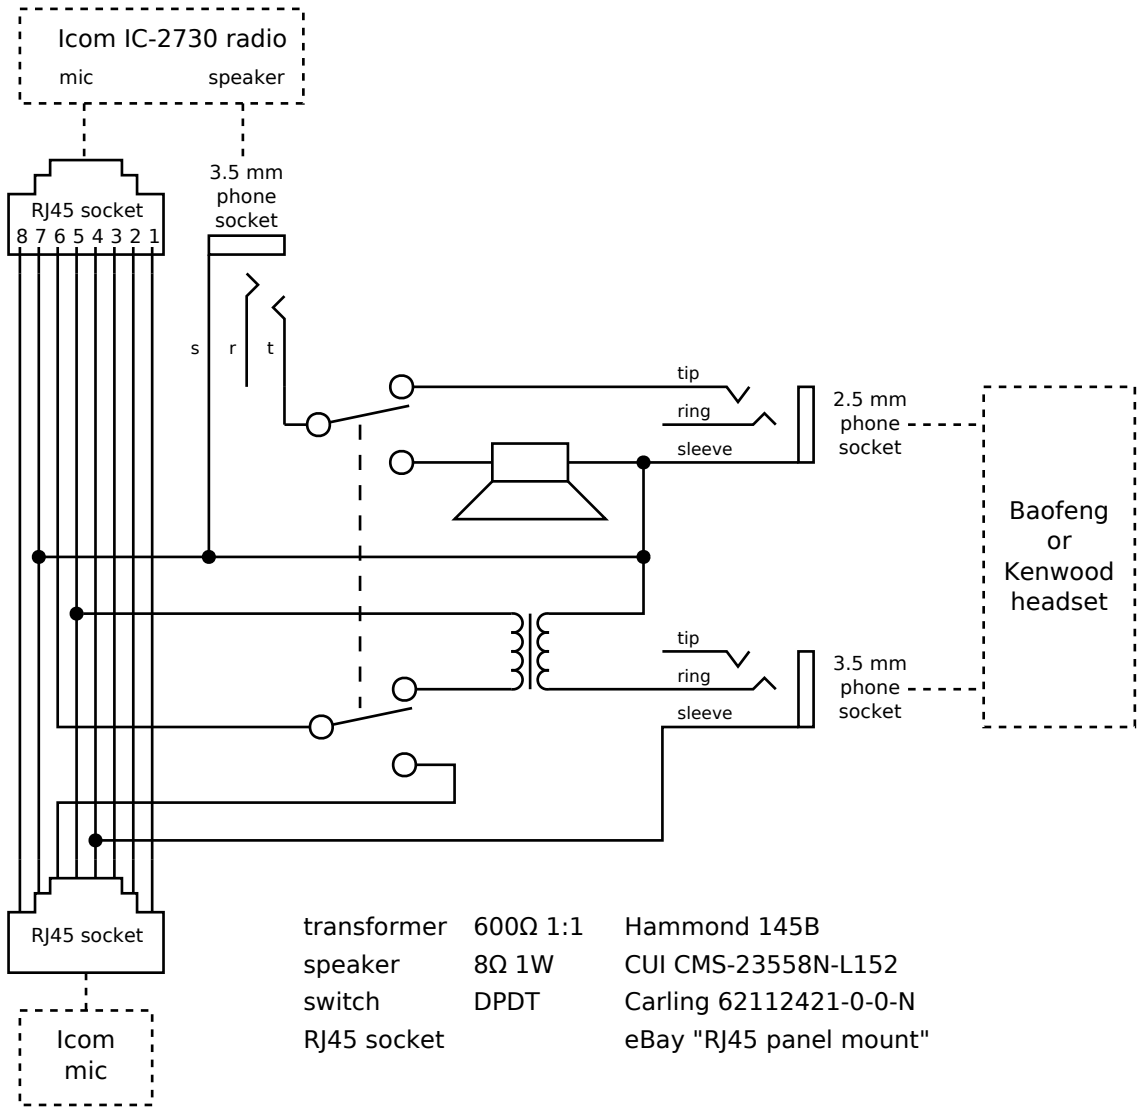 Icom IC-2730 radio
mic speaker
3.5 mm
phone
socket
RJ45 socket
8 7 6 5 4 3 2 1
s r t
tip
ring
sleeve
2.5 mm
phone
socket
Baofeng
or
Kenwood
headset
tip
ring
sleeve
3.5 mm
phone
socket
RJ45 socket
Icom
mic
transformer 600Ω 1:1 Hammond 145B
speaker 8Ω 1W CUI CMS-23558N-L152
switch DPDT Carling 62112421-0-0-N
RJ45 socket eBay "RJ45 panel mount"